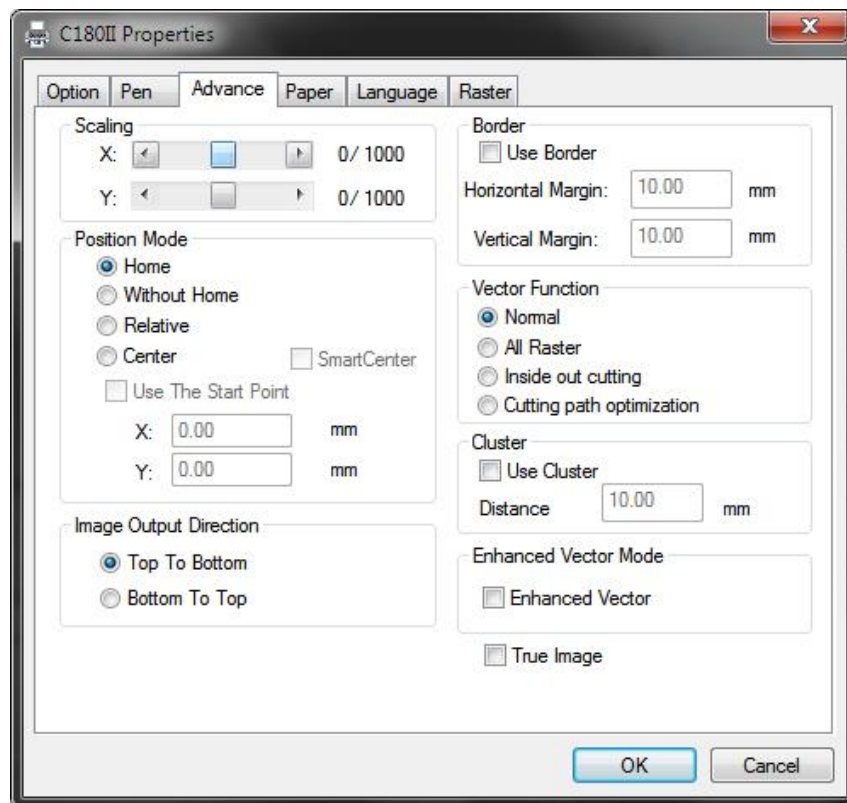 C180II Properties
Option Pen Advance Paper Language Raster
Scaling
X: 0/ 1000
Y: 0/ 1000
Position Mode
Home
Without Home
Relative
Center SmartCenter
Use The Start Point
X: 0.00 mm
Y: 0.00 mm
Image Output Direction
Top To Bottom
Bottom To Top
Border
Use Border
Horizontal Margin: 10.00 mm
Vertical Margin: 10.00 mm
Vector Function
Normal
All Raster
Inside out cutting
Cutting path optimization
Cluster
Use Cluster
Distance 10.00 mm
Enhanced Vector Mode
Enhanced Vector
True Image
OK Cancel